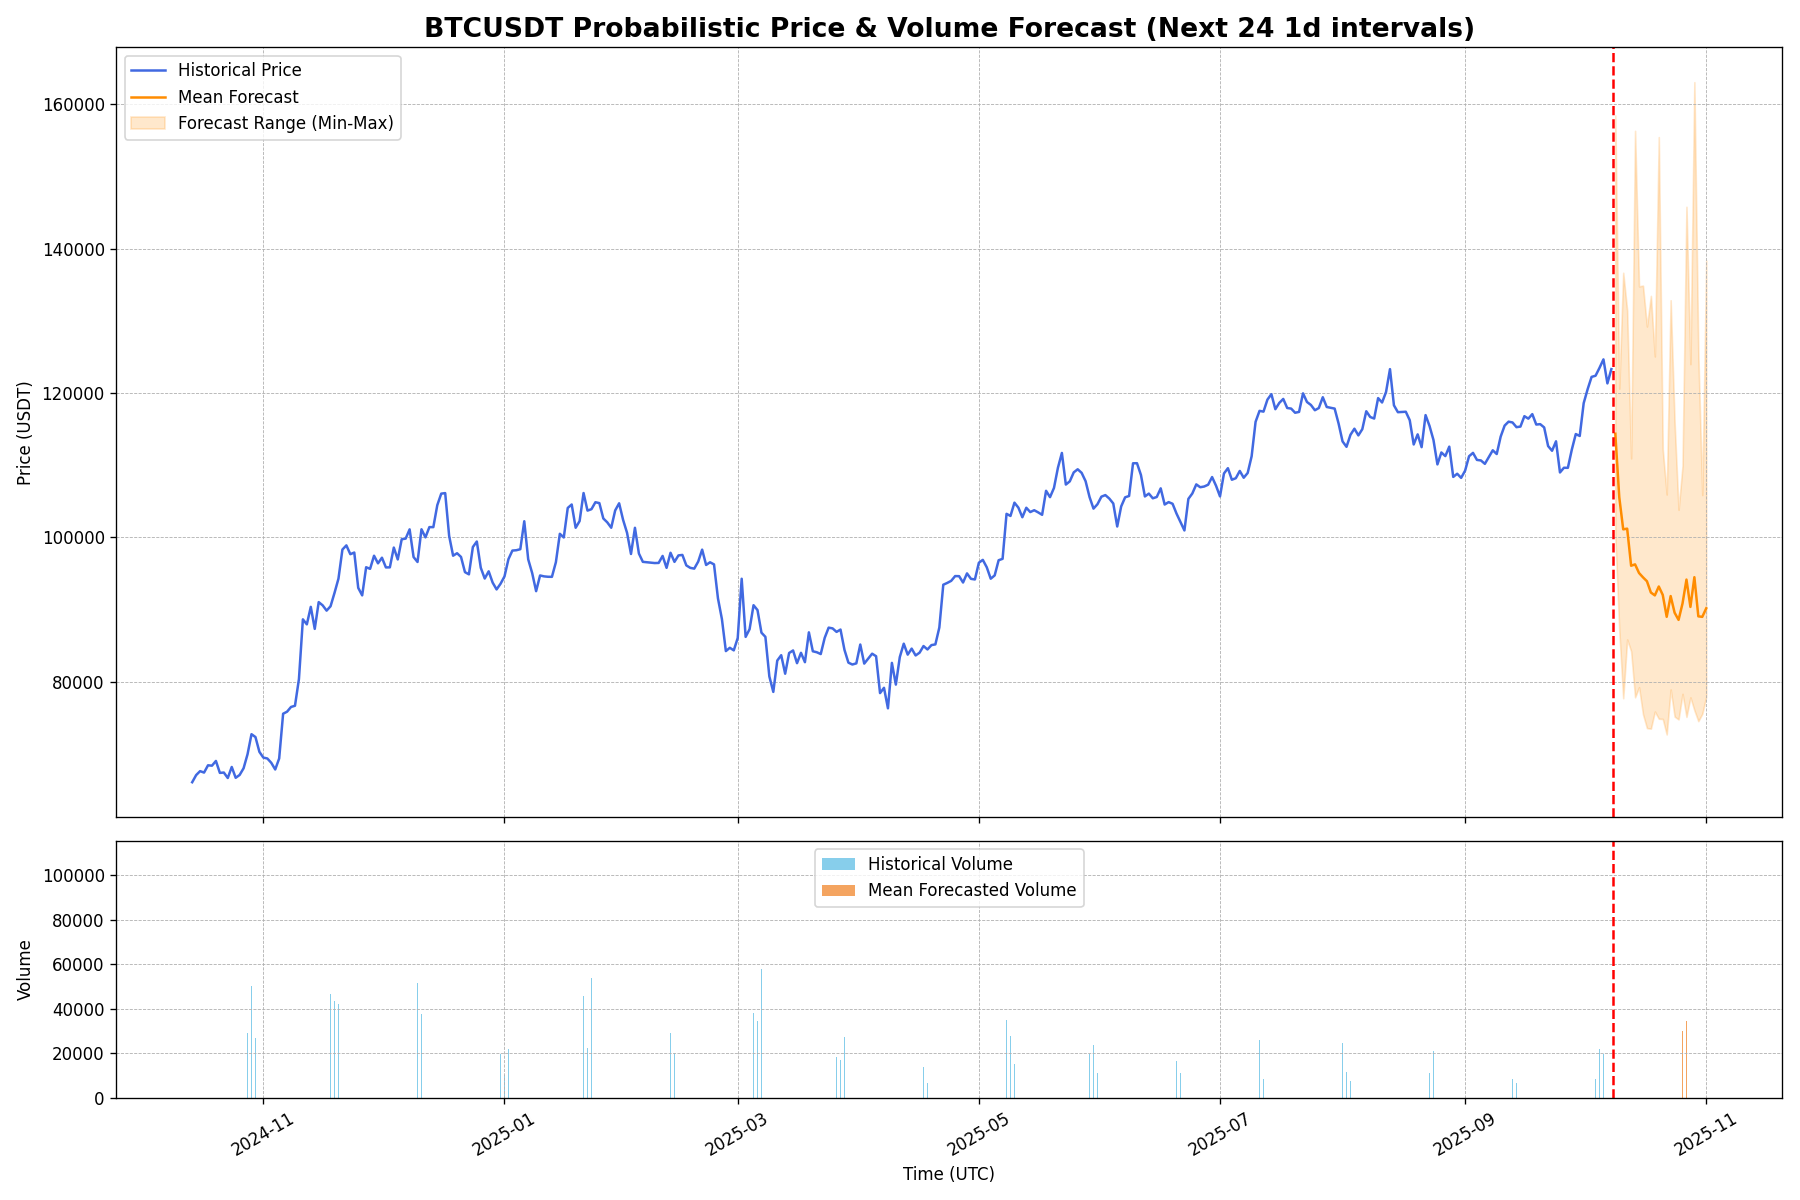 BTCUSDT Probabilistic Price & Volume Forecast (Next 24 1d intervals)
Historical Price
Mean Forecast
Forecast Range (Min-Max)
Price (USDT)
160000
140000
120000
100000
80000
Historical Volume
Mean Forecasted Volume
Volume
100000
80000
60000
40000
20000
0
2024-11
2025-01
2025-03
2025-05
2025-07
2025-09
2025-11
Time (UTC)